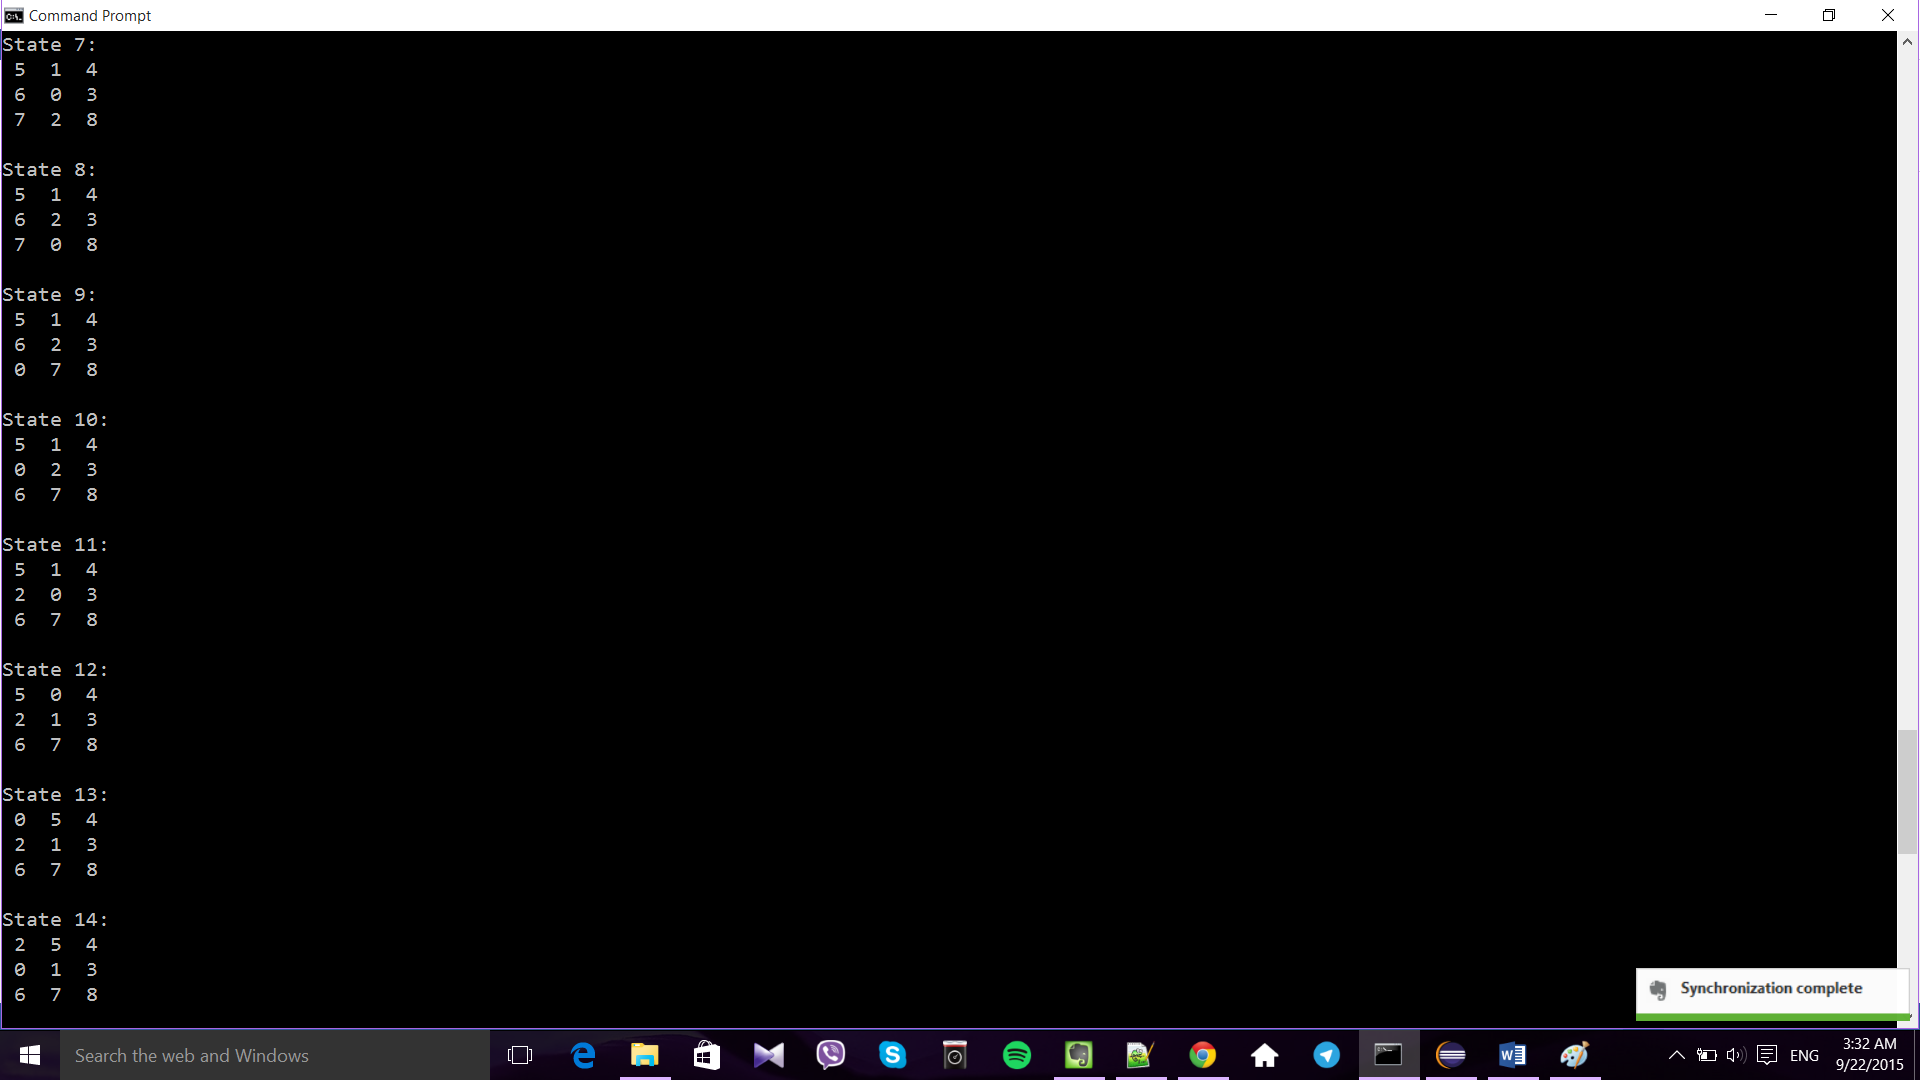 Command Prompt
State 7:
5 1 4
6 0 3
7 2 8
State 8:
5 1 4
6 2 3
7 0 8
State 9:
5 1 4
6 2 3
0 7 8
State 10:
5 1 4
0 2 3
6 7 8
State 11:
5 1 4
2 0 3
6 7 8
State 12:
5 0 4
2 1 3
6 7 8
State 13:
0 5 4
2 1 3
6 7 8
State 14:
2 5 4
0 1 3
6 7 8
Synchronization complete
Search the web and Windows
ENG
3:32 AM
9/22/2015